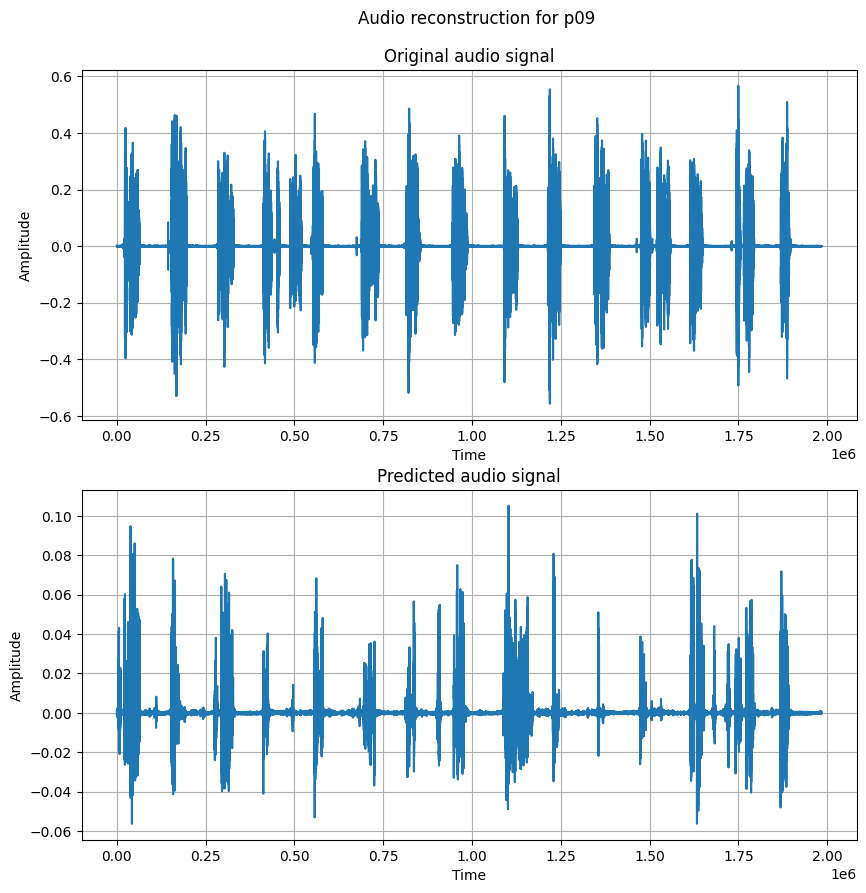 Audio reconstruction for p09
Original audio signal
0.6
0.4
0.2
0.0
−0.2
−0.4
−0.6
Amplitude
0.00 0.25 0.50 0.75 1.00 1.25 1.50 1.75 2.00
Time
1e6
Predicted audio signal
0.10
0.08
0.06
0.04
0.02
0.00
−0.02
−0.04
−0.06
Amplitude
0.00 0.25 0.50 0.75 1.00 1.25 1.50 1.75 2.00
Time
1e6